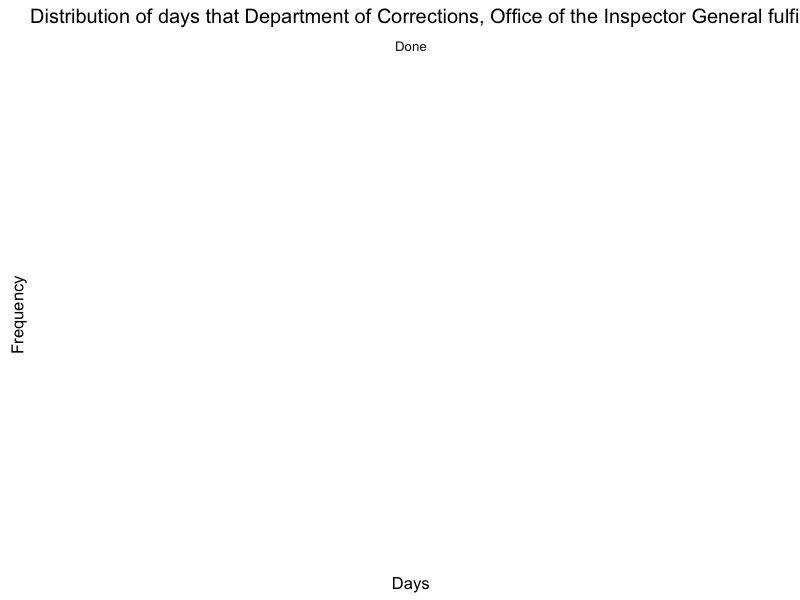 Distribution of days that Department of Corrections, Office of the Inspector General fulfi
Done
Frequency
Days